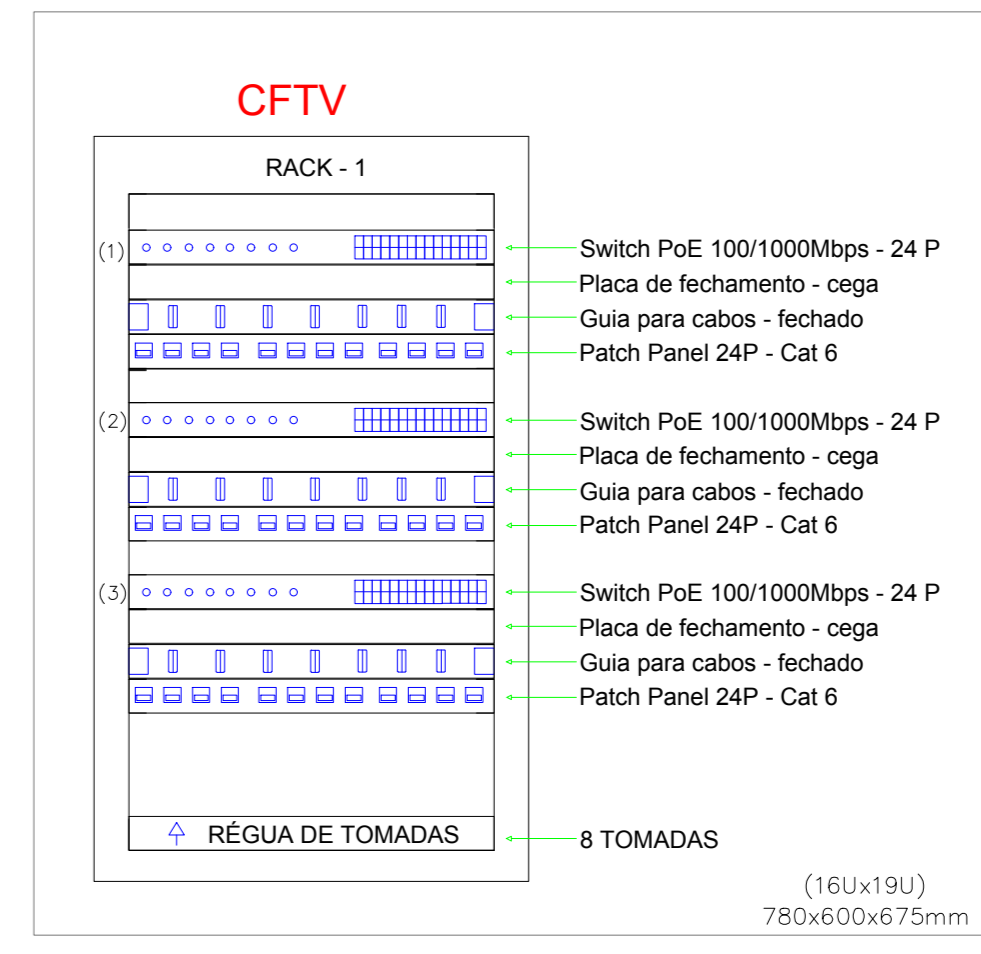 CFTV
RACK - 1
(1)
Switch PoE 100/1000Mbps - 24 P
Placa de fechamento - cega
Guia para cabos - fechado
Patch Panel 24P - Cat 6
(2)
Switch PoE 100/1000Mbps - 24 P
Placa de fechamento - cega
Guia para cabos - fechado
Patch Panel 24P - Cat 6
(3)
Switch PoE 100/1000Mbps - 24 P
Placa de fechamento - cega
Guia para cabos - fechado
Patch Panel 24P - Cat 6
RÉGUA DE TOMADAS
8 TOMADAS
(16Ux19U)
780x600x675mm